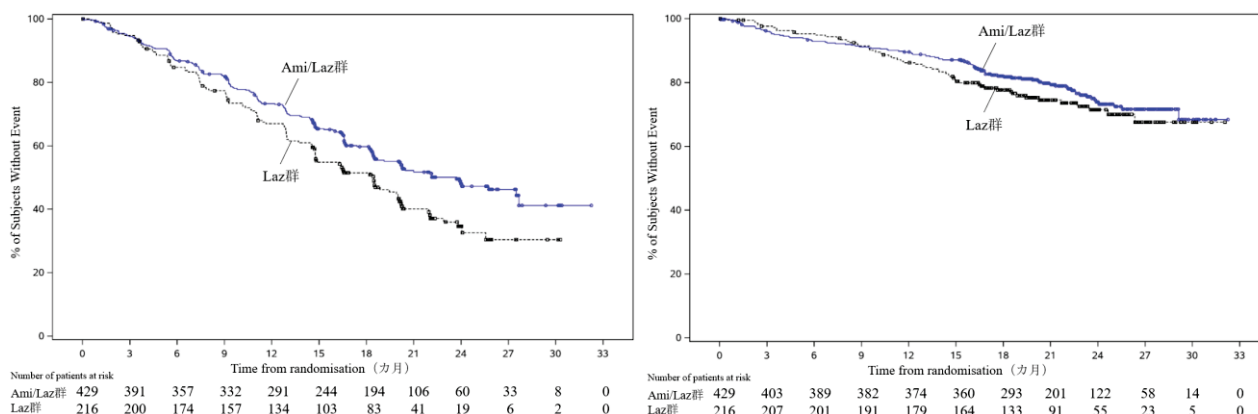 % of Subjects Without Event
100
80
60
40
20
0
Ami/Laz群
Laz群
0 3 6 9 12 15 18 21 24 27 30 33
Time from randomisation（カ月）
Number of patients at risk
Ami/Laz群 429 391 357 332 291 244 194 106 60 33 8 0
Laz群 216 200 174 157 134 103 83 41 19 6 2 0
% of Subjects Without Event
100
80
60
40
20
0
Ami/Laz群
Laz群
0 3 6 9 12 15 18 21 24 27 30 33
Time from randomisation（カ月）
Number of patients at risk
Ami/Laz群 429 403 389 382 374 360 293 201 122 58 14 0
Laz群 216 207 201 191 179 164 133 91 55 23 5 0